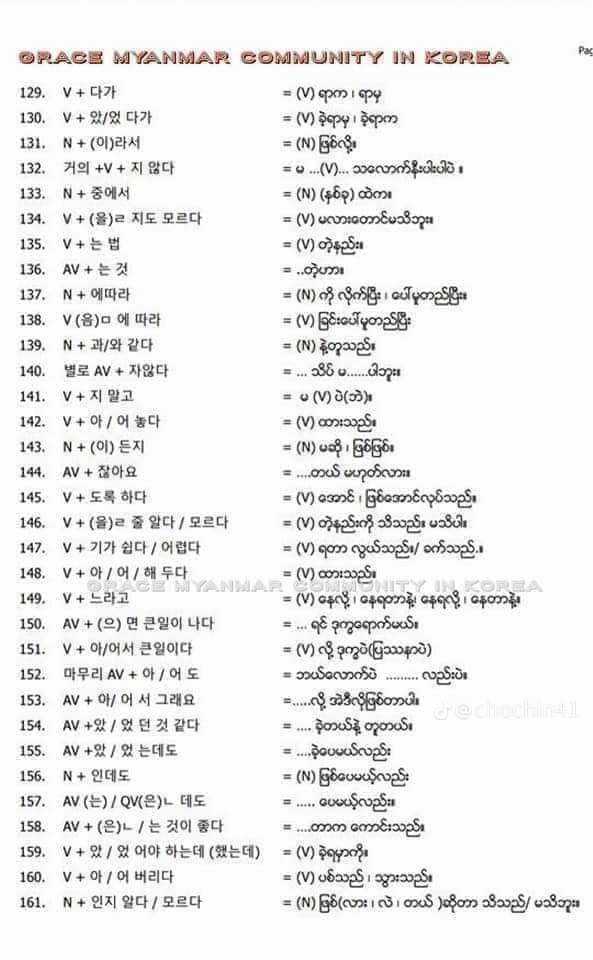 GRACE MYANMAR COMMUNITY IN KOREA
Pag
129. V + 다가 = (V) ရာက ၊ ရာမှ
130. V + 았/었 다가 = (V) ခဲ့ရာမှ ၊ ခဲ့ရာက
131. N + (이)라서 = (N) ဖြစ်လို့။
132. 거의 +V + 지 않다 = မ ...(V)... သလောက်နီးပါးပါပဲ ။
133. N + 중에서 = (N) (နှစ်ခု) ထဲက။
134. V + (을)ㄹ 지도 모르다 = (V) မလားတောင်မသိဘူး။
135. V + 는 법 = (V) တဲ့နည်း။
136. AV + 는 것 = ..တဲ့ဟာ။
137. N + 에따라 = (N) ကို လိုက်ပြီး ၊ ပေါ်မူတည်ပြီး။
138. V (음)ㅁ 에 따라 = (V) ခြင်းပေါ်မူတည်ပြီး
139. N + 과/와 같다 = (N) နဲ့တူသည်။
140. 별로 AV + 자않다 = ... သိပ် မ......ပါဘူး။
141. V + 지 말고 = မ (V) ပဲ(ဘဲ)။
142. V + 아 / 어 놓다 = (V) ထားသည်။
143. N + (이) 든지 = (N) မဆို ၊ ဖြစ်ဖြစ်။
144. AV + 잖아요 = ....တယ် မဟုတ်လား။
145. V + 도록 하다 = (V) အောင် ၊ ဖြစ်အောင်လုပ်သည်။
146. V + (을)ㄹ 줄 알다 / 모르다 = (V) တဲ့နည်းကို သိသည်။ မသိပါ။
147. V + 기가 쉽다 / 어렵다 = (V) ရတာ လွယ်သည်။/ ခက်သည်.။
148. V + 아 / 어 / 해 두다 = (V) ထားသည်။
GRACE MYANMAR COMMUNITY IN KOREA
149. V + 느라고 = (V) နေလို့ ၊ နေရတာနဲ့၊ နေရလို့ ၊ နေတာနဲ့။
150. AV + (으) 면 큰일이 나다 = ... ရင် ဒုက္ခရောက်မယ်။
151. V + 아/어서 큰일이다 = (V) လို့ ဒုက္ခပဲ(ပြဿနာပဲ)
152. 마무리 AV + 아 / 어 도 = ဘယ်လောက်ပဲ ......... လည်းပဲ။
153. AV + 아/ 어 서 그래요 =.....လို့ အဲဒီလိုဖြစ်တာပါ။
@chochin41
154. AV +았 / 었 던 것 같다 = .... ခဲ့တယ်နဲ့ တူတယ်။
155. AV +았 / 었 는데도 = ....ခဲ့ပေမယ်လည်း
156. N + 인데도 = (N) ဖြစ်ပေမယ့်လည်း
157. AV (는) / QV(은)ㄴ 데도 = ..... ပေမယ့်လည်း။
158. AV + (은)ㄴ / 는 것이 좋다 = ....တာက ကောင်းသည်။
159. V + 았 / 었 어야 하는데 (했는데) = (V) ခဲ့ရမှာကို။
160. V + 아 / 어 버리다 = (V) ပစ်သည် ၊ သွားသည်။
161. N + 인지 알다 / 모르다 = (N) ဖြစ်(လား ၊ လဲ ၊ တယ် )ဆိုတာ သိသည်/ မသိဘူး။